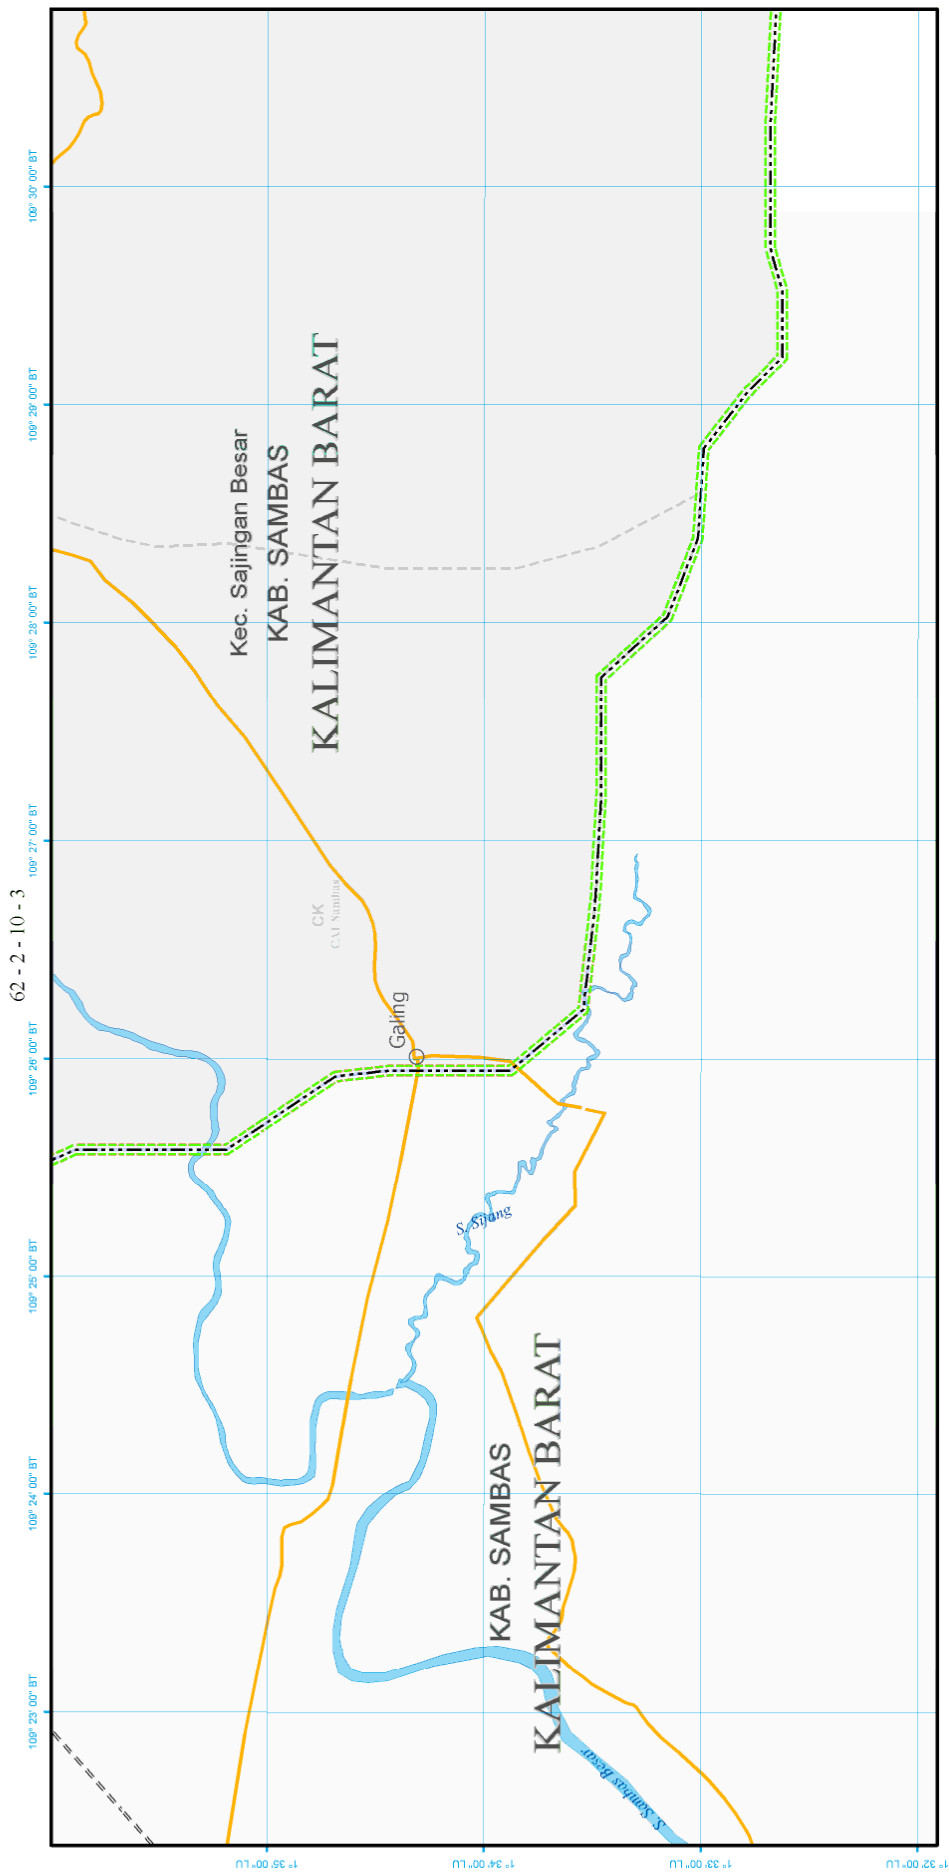 62 - 2 - 10 - 3
109° 23' 00" BT
109° 24' 00" BT
109° 25' 00" BT
109° 26' 00" BT
109° 27' 00" BT
109° 28' 00" BT
109° 29' 00" BT
109° 30' 00" BT
Kec. Sajingan Besar
KAB. SAMBAS
KALIMANTAN BARAT
CK
CAI Sambas
Galing
S. Sijang
KAB. SAMBAS
KALIMANTAN BARAT
S. Sambas Besar
1° 35' 00" LU
1° 34' 00" LU
1° 33' 00" LU
1° 32' 00" LU